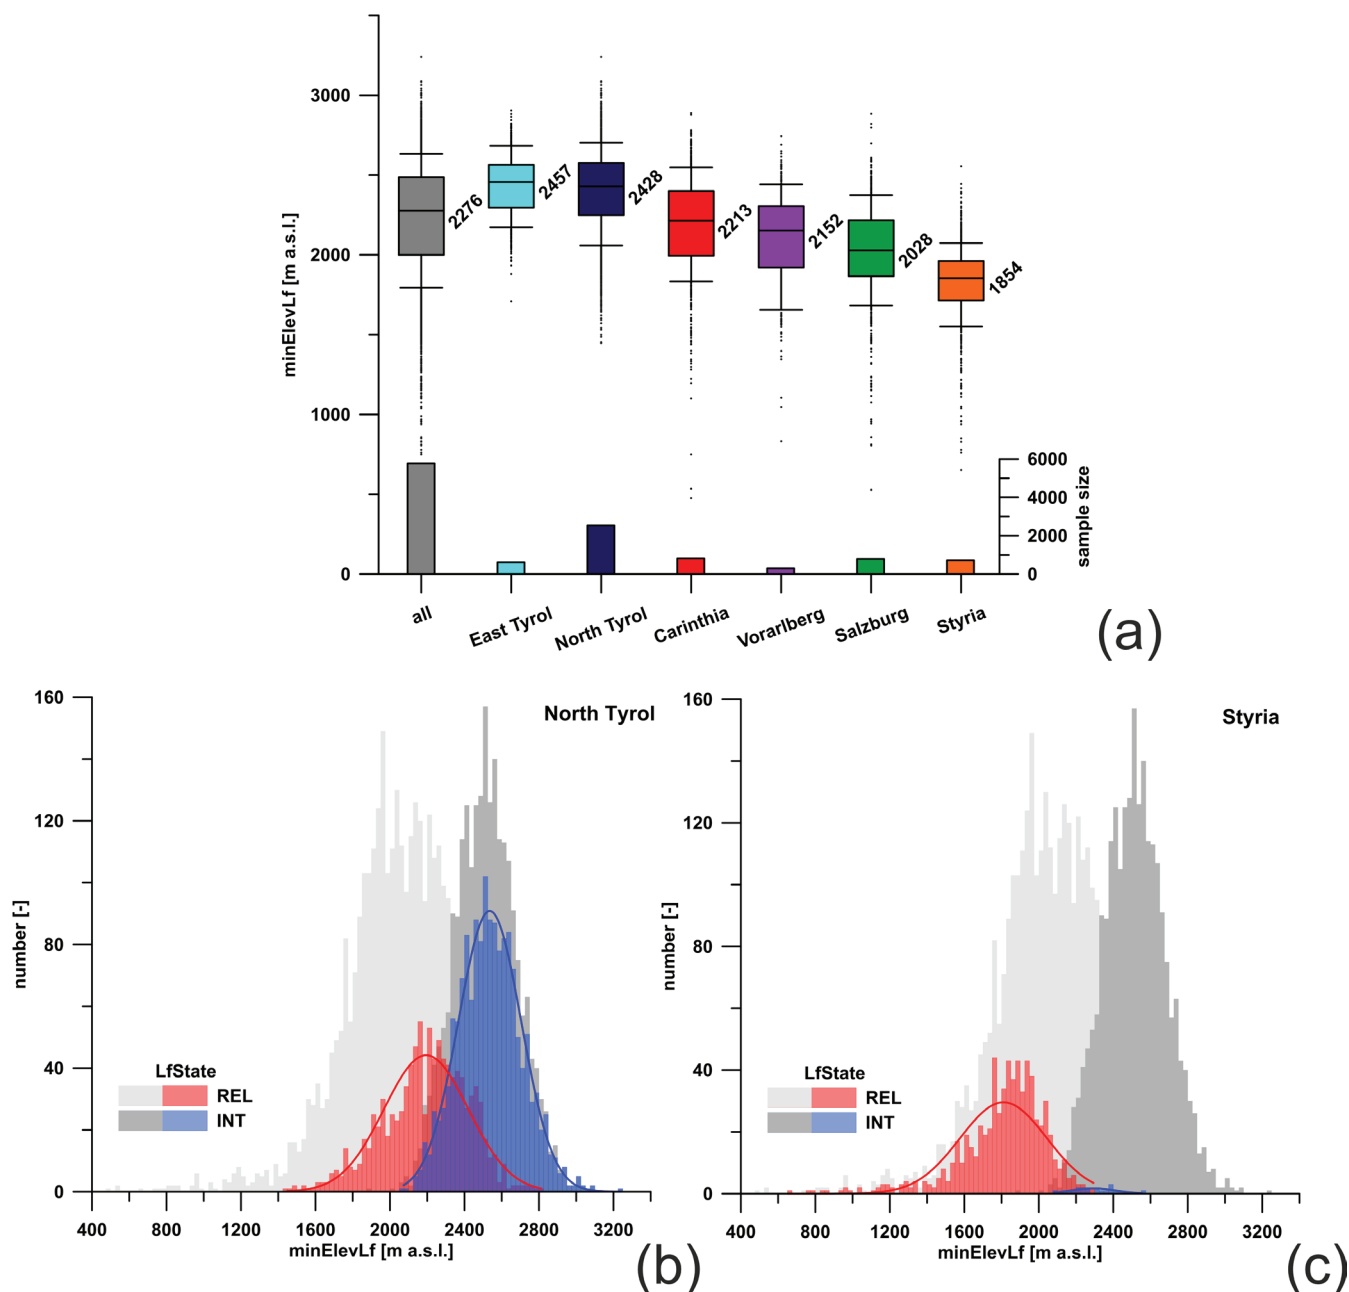 3000
2000
1000
0
minElevLf [m a.s.l.]
2276
2457
2428
2213
2152
2028
1854
6000
4000
2000
0
sample size
all
East Tyrol
North Tyrol
Carinthia
Vorarlberg
Salzburg
Styria
(a)
160
120
80
40
0
number [-]
North Tyrol
LfState
REL
INT
400 800 1200 1600 2000 2400 2800 3200
minElevLf [m a.s.l.]
(b)
160
120
80
40
0
number [-]
Styria
LfState
REL
INT
400 800 1200 1600 2000 2400 2800 3200
minElevLf [m a.s.l.]
(c)